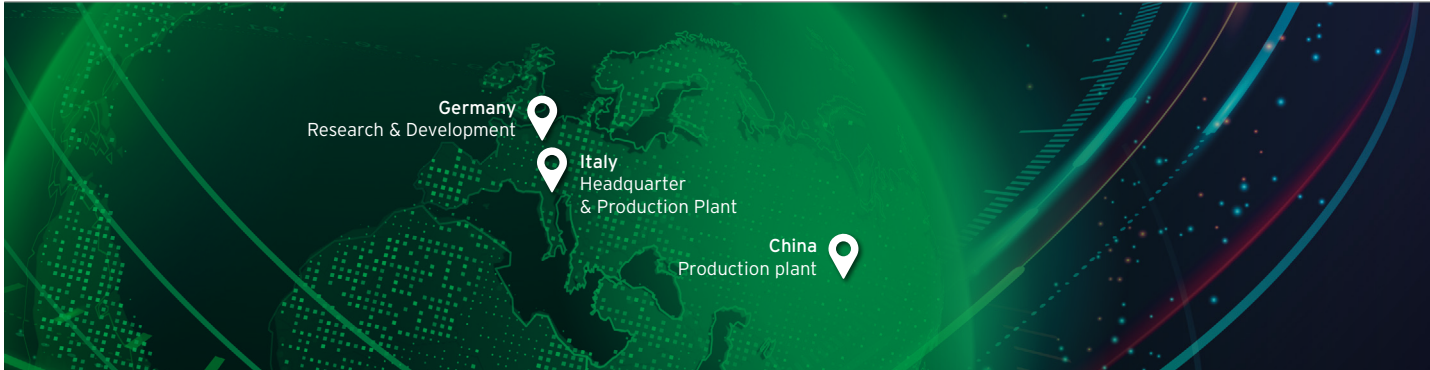 Germany
Research & Development
Italy
Headquarter
& Production Plant
China
Production plant